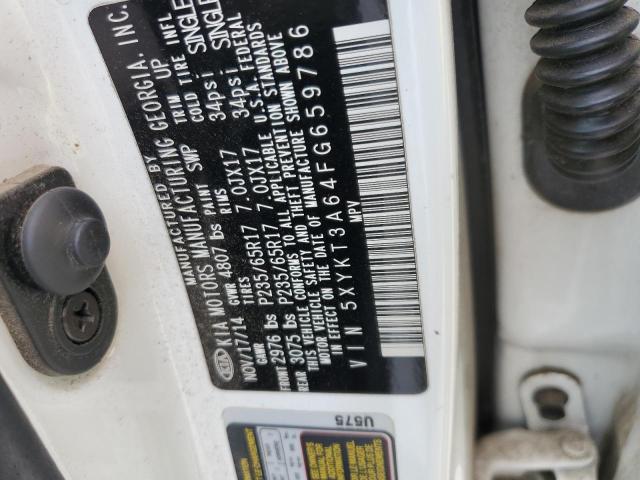 MANUFACTURED BY
KIA MOTORS MANUFACTURING GEORGIA, INC.
NOV/17/14 GVWR 4807 lbs PAINT SWP TRIM UP
GAWR TIRES RIMS COLD TIRE INFL
FRONT 2976 lbs P235/65R17 7.0JX17 34psi SINGLE
REAR 3075 lbs P235/65R17 7.0JX17 34psi SINGLE
THIS VEHICLE CONFORMS TO ALL APPLICABLE U.S.A. FEDERAL
MOTOR VEHICLE SAFETY AND THEFT PREVENTION STANDARDS
IN EFFECT ON THE DATE OF MANUFACTURE SHOWN ABOVE
VIN 5XYKT3A64FG659786
MPV
U575